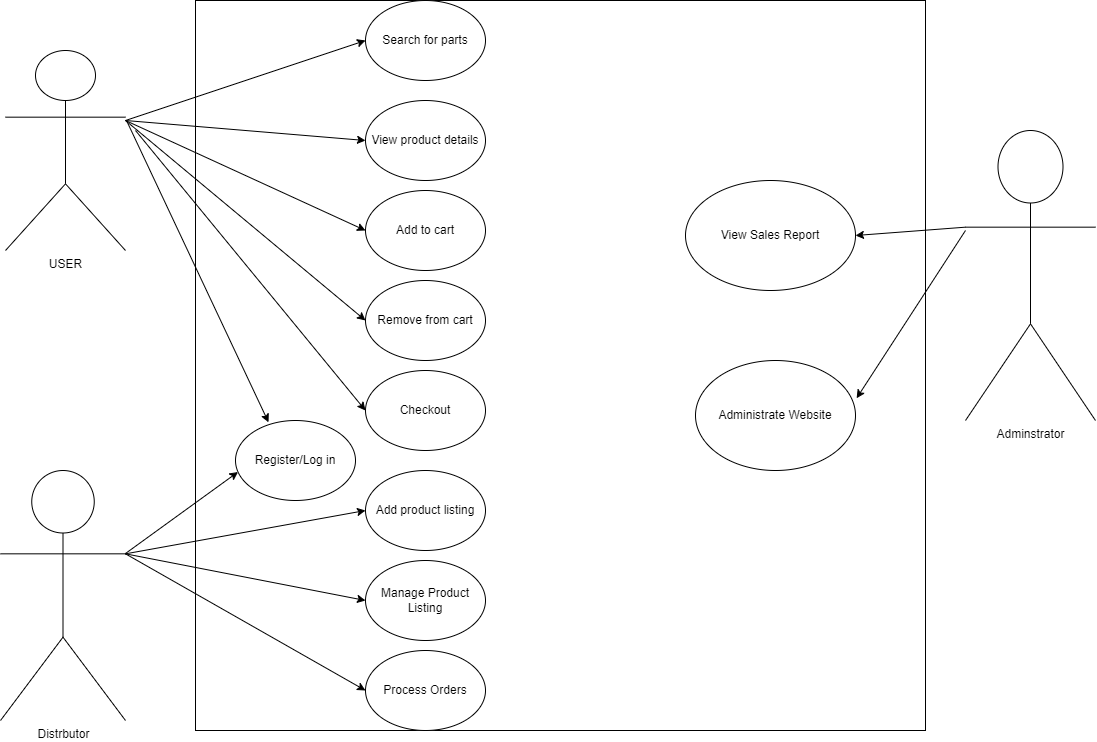 Search for parts
View product details
Add to cart
USER
Remove from cart
Checkout
Register/Log in
Add product listing
Manage Product
Listing
Process Orders
Distrbutor
View Sales Report
Administrate Website
Adminstrator